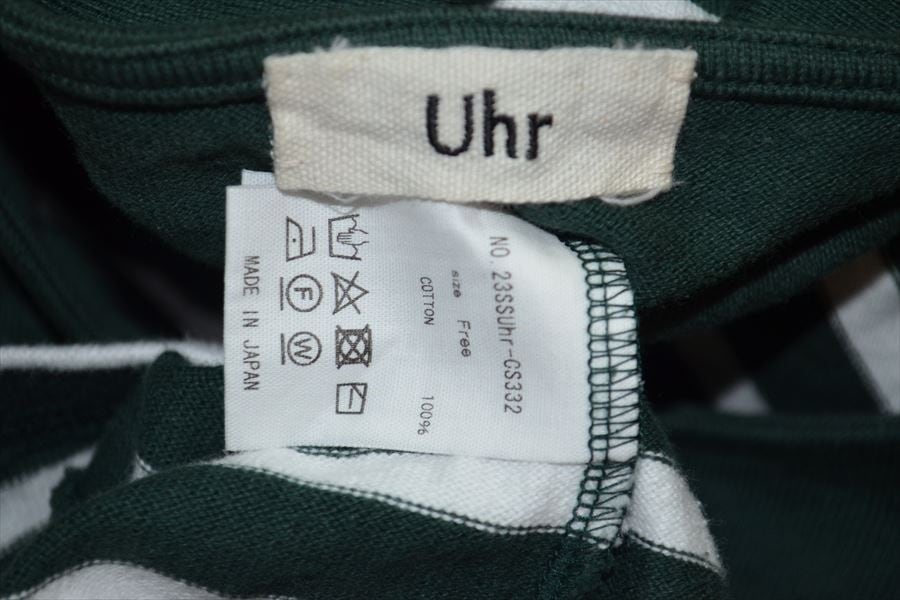 Uhr
NO. 23SSUhr-CS332
size Free
COTTON 100%
F
W
MADE IN JAPAN